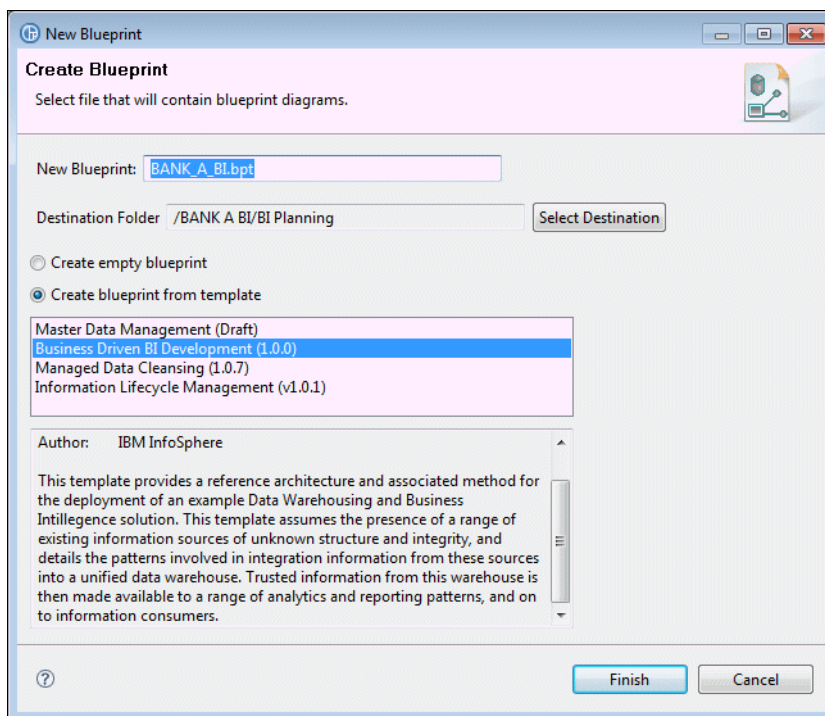 New Blueprint
Create Blueprint
Select file that will contain blueprint diagrams.
New Blueprint: BANK_A_BI.bpt
Destination Folder /BANK A BI/BI Planning Select Destination
Create empty blueprint
Create blueprint from template
Master Data Management (Draft)
Business Driven BI Development (1.0.0)
Managed Data Cleansing (1.0.7)
Information Lifecycle Management (v1.0.1)
Author: IBM InfoSphere
This template provides a reference architecture and associated method for
the deployment of an example Data Warehousing and Business
Intillegence solution. This template assumes the presence of a range of
existing information sources of unknown structure and integrity, and
details the patterns involved in integration information from these sources
into a unified data warehouse. Trusted information from this warehouse is
then made available to a range of analytics and reporting patterns, and on
to information consumers.
? Finish Cancel